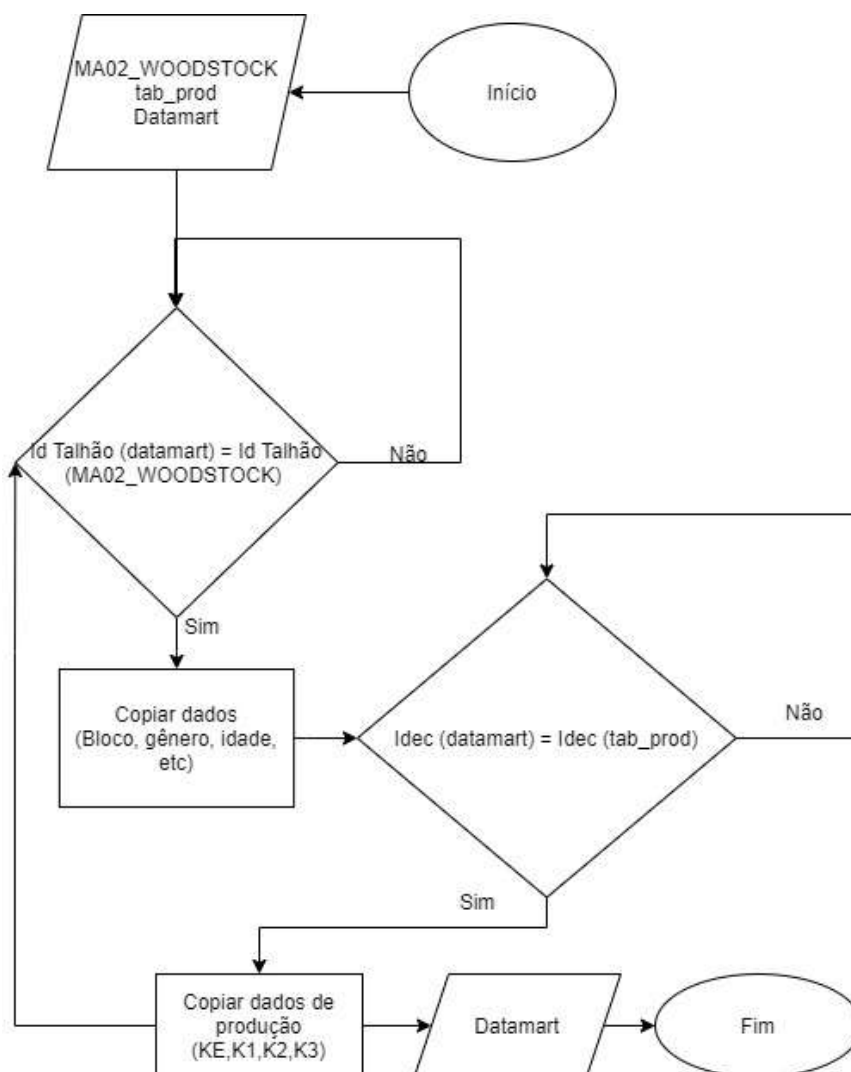 MA02_WOODSTOCK
tab_prod
Datamart
Início
Id Talhão (datamart) = Id Talhão
(MA02_WOODSTOCK)
Não
Sim
Copiar dados
(Bloco, gênero, idade,
etc)
Idec (datamart) = Idec (tab_prod)
Não
Sim
Copiar dados de
produção
(KE,K1,K2,K3)
Datamart
Fim